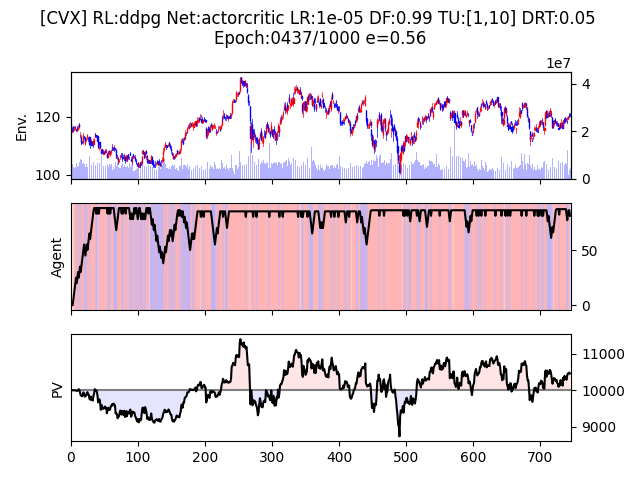 [CVX] RL:ddpg Net:actorcritic LR:1e-05 DF:0.99 TU:[1,10] DRT:0.05
Epoch:0437/1000 e=0.56
1e7
Env.
120
100
4
2
0
Agent
50
0
PV
11000
10000
9000
0 100 200 300 400 500 600 700